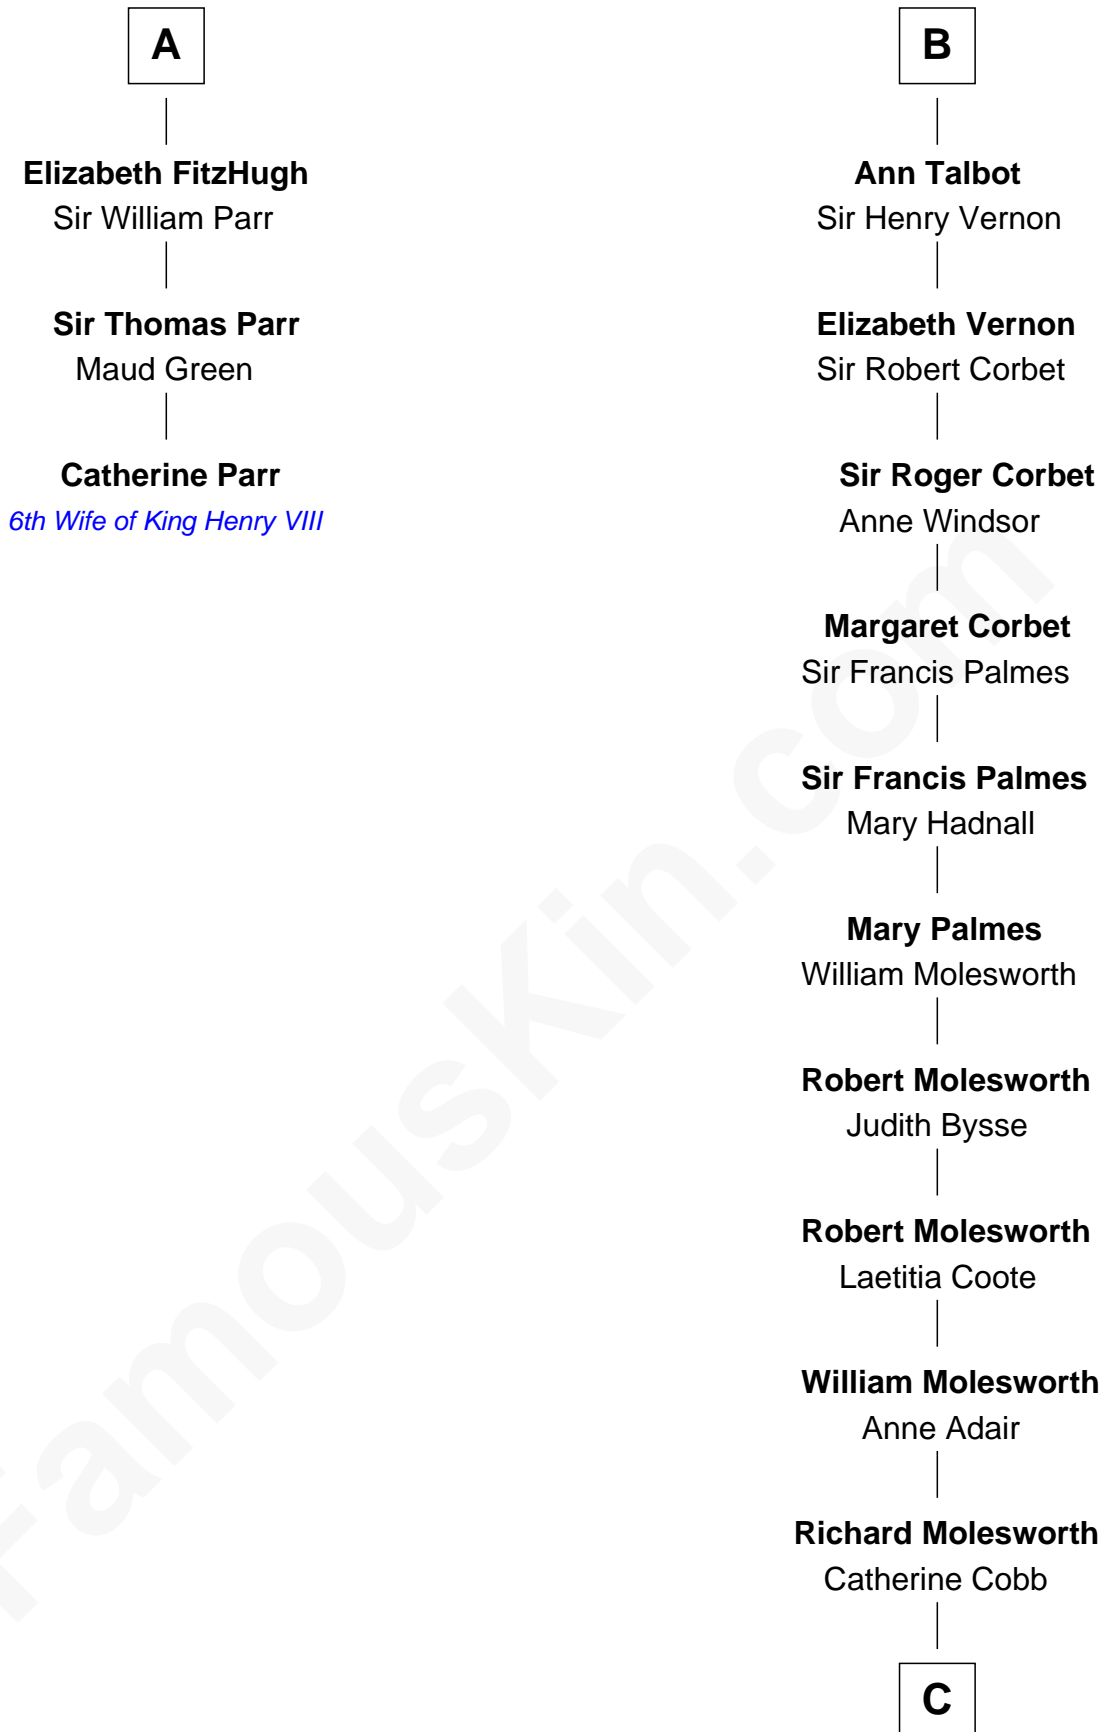 A
Elizabeth FitzHugh
Sir William Parr
Sir Thomas Parr
Maud Green
Catherine Parr
6th Wife of King Henry VIII
B
Ann Talbot
Sir Henry Vernon
Elizabeth Vernon
Sir Robert Corbet
Sir Roger Corbet
Anne Windsor
Margaret Corbet
Sir Francis Palmes
Sir Francis Palmes
Mary Hadnall
Mary Palmes
William Molesworth
Robert Molesworth
Judith Bysse
Robert Molesworth
Laetitia Coote
William Molesworth
Anne Adair
Richard Molesworth
Catherine Cobb
C
FamousKin.com